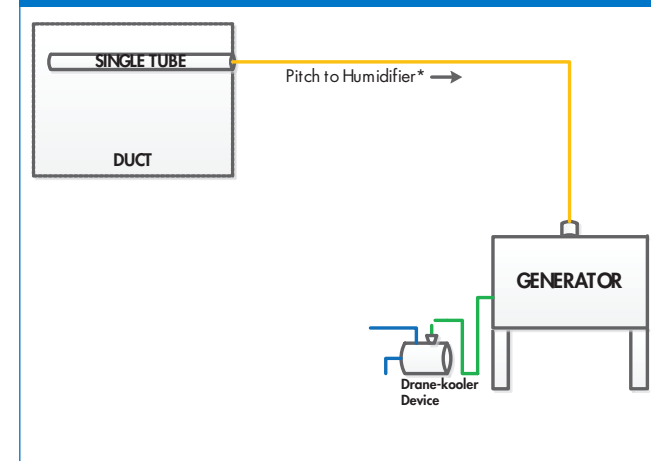 SINGLE TUBE
Pitch to Humidifier*
DUCT
GENERATOR
Drane-kooler
Device